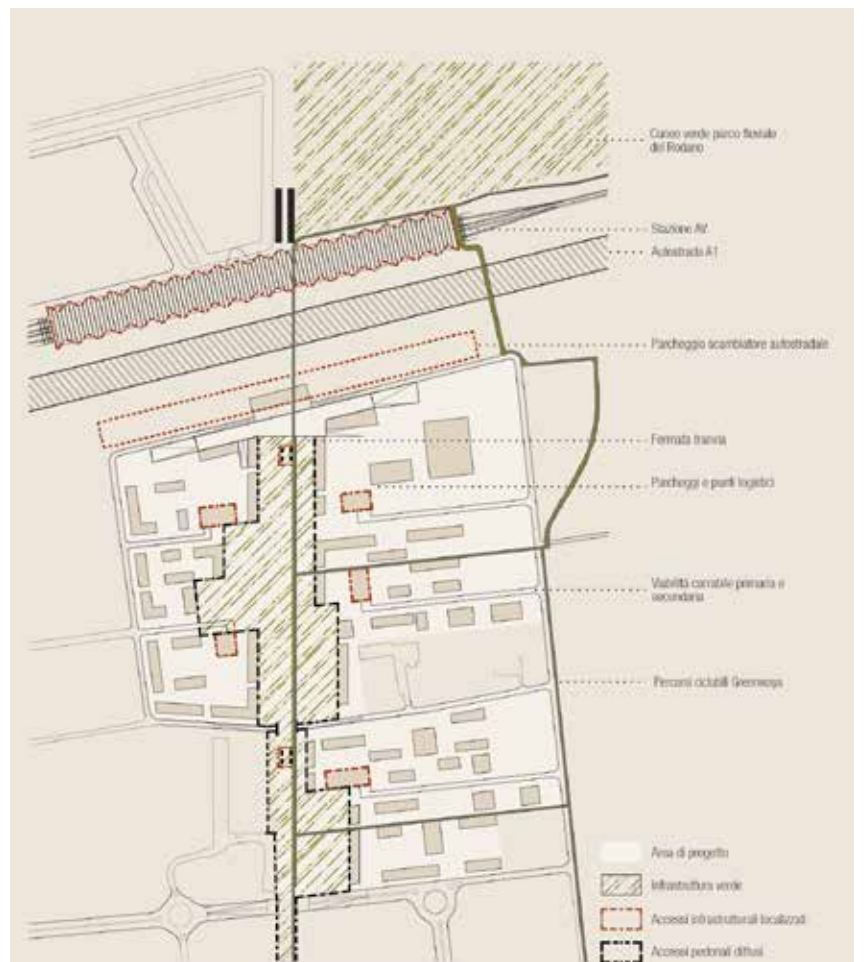 Cuneo verde parco fluviale
del Rodano
Stazione AV
Autostrada A1
Parcheggio scambiatore autostradale
Fermata tranvia
Parcheggi e punti logistici
Viabilità carrabile primaria e
secondaria
Percorsi ciclabili Greenways
Area di progetto
Infrastruttura verde
Accessi infrastrutturali localizzati
Accessi pedonali diffusi